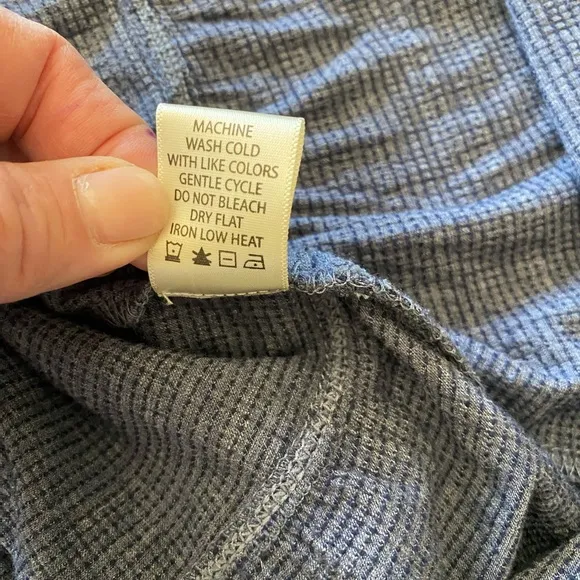 MACHINE
WASH COLD
WITH LIKE COLORS
GENTLE CYCLE
DO NOT BLEACH
DRY FLAT
IRON LOW HEAT